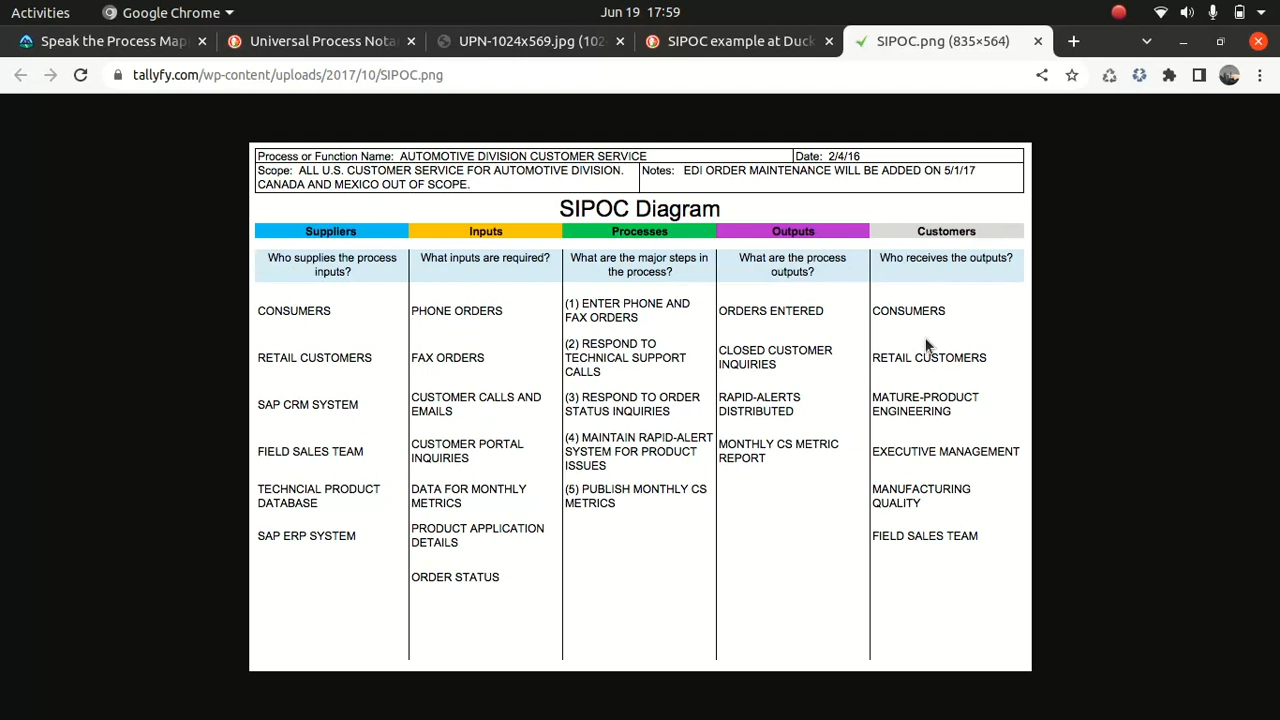 Activities
Google Chrome
Jun 19 17:59
Speak the Process Map
Universal Process Nota
UPN-1024x569.jpg (102
SIPOC example at Duck
SIPOC.png (835×564)
tallyfy.com/wp-content/uploads/2017/10/SIPOC.png
Process or Function Name: AUTOMOTIVE DIVISION CUSTOMER SERVICE
Date: 2/4/16
Scope: ALL U.S. CUSTOMER SERVICE FOR AUTOMOTIVE DIVISION.
CANADA AND MEXICO OUT OF SCOPE.
Notes: EDI ORDER MAINTENANCE WILL BE ADDED ON 5/1/17
SIPOC Diagram
Suppliers
Who supplies the process
inputs?
CONSUMERS
RETAIL CUSTOMERS
SAP CRM SYSTEM
FIELD SALES TEAM
TECHNCIAL PRODUCT
DATABASE
SAP ERP SYSTEM
Inputs
What inputs are required?
PHONE ORDERS
FAX ORDERS
CUSTOMER CALLS AND
EMAILS
CUSTOMER PORTAL
INQUIRIES
DATA FOR MONTHLY
METRICS
PRODUCT APPLICATION
DETAILS
ORDER STATUS
Processes
What are the major steps in
the process?
(1) ENTER PHONE AND
FAX ORDERS
(2) RESPOND TO
TECHNICAL SUPPORT
CALLS
(3) RESPOND TO ORDER
STATUS INQUIRIES
(4) MAINTAIN RAPID-ALERT
SYSTEM FOR PRODUCT
ISSUES
(5) PUBLISH MONTHLY CS
METRICS
Outputs
What are the process
outputs?
ORDERS ENTERED
CLOSED CUSTOMER
INQUIRIES
RAPID-ALERTS
DISTRIBUTED
MONTHLY CS METRIC
REPORT
Customers
Who receives the outputs?
CONSUMERS
RETAIL CUSTOMERS
MATURE-PRODUCT
ENGINEERING
EXECUTIVE MANAGEMENT
MANUFACTURING
QUALITY
FIELD SALES TEAM